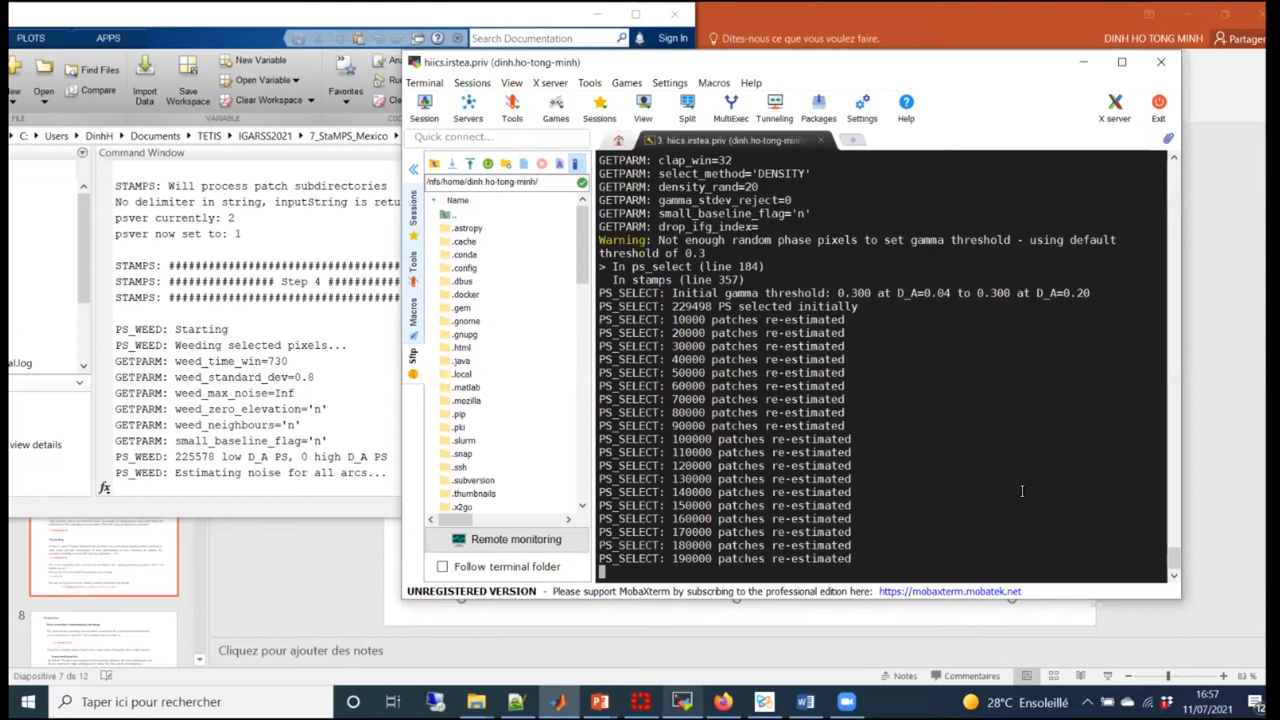 PLOTS APPS
Search Documentation
Sign In
Dites-nous ce que vous voulez faire.
DINH HO TONG MINH
Partager
Open
Find Files
Compare
Import
Data
Save
Workspace
New Variable
Open Variable
Clear Workspace
VARIABLE
Favorites
C Users DinhH Documents TETIS IGARSS2021 7_StaMPS_Mexico
Command Window
STAMPS: Will process patch subdirectories
No delimiter in string, inputString is retu
psver currently: 2
psver now set to: 1
STAMPS: ##################################
STAMPS: ############### Step 4 ############
STAMPS: ##################################
PS_WEED: Starting
PS_WEED: Weeding selected pixels...
GETPARM: weed_time_win=730
GETPARM: weed_standard_dev=0.8
GETPARM: weed_max_noise=Inf
GETPARM: weed_zero_elevation='n'
GETPARM: weed_neighbours='n'
GETPARM: small_baseline_flag='n'
PS_WEED: 225578 low D_A PS, 0 high D_A PS
PS_WEED: Estimating noise for all arcs...
fx
al.log
view details
hiics.irstea.priv (dinh.ho-tong-minh)
Terminal Sessions View X server Tools Games Settings Macros Help
Session Servers Tools Games Sessions View Split MultiExec Tunneling Packages Settings Help
X server Exit
Quick connect...
3. hiics.irstea.priv (dinh.ho-tong-minh
Sessions
Tools
Macros
Sftp
/nfs/home/dinh.ho-tong-minh/
Name
..
.astropy
.cache
.conda
.config
.dbus
.docker
.gem
.gnome
.gnupg
.html
.java
.local
.matlab
.mozilla
.pip
.pki
.slurm
.snap
.ssh
.subversion
.thumbnails
.x2go
Remote monitoring
Follow terminal folder
GETPARM: clap_win=32
GETPARM: select_method='DENSITY'
GETPARM: density_rand=20
GETPARM: gamma_stdev_reject=0
GETPARM: small_baseline_flag='n'
GETPARM: drop_ifg_index=
Warning: Not enough random phase pixels to set gamma threshold - using default
threshold of 0.3
> In ps_select (line 184)
In stamps (line 357)
PS_SELECT: Initial gamma threshold: 0.300 at D_A=0.04 to 0.300 at D_A=0.20
PS_SELECT: 229498 PS selected initially
PS_SELECT: 10000 patches re-estimated
PS_SELECT: 20000 patches re-estimated
PS_SELECT: 30000 patches re-estimated
PS_SELECT: 40000 patches re-estimated
PS_SELECT: 50000 patches re-estimated
PS_SELECT: 60000 patches re-estimated
PS_SELECT: 70000 patches re-estimated
PS_SELECT: 80000 patches re-estimated
PS_SELECT: 90000 patches re-estimated
PS_SELECT: 100000 patches re-estimated
PS_SELECT: 110000 patches re-estimated
PS_SELECT: 120000 patches re-estimated
PS_SELECT: 130000 patches re-estimated
PS_SELECT: 140000 patches re-estimated
PS_SELECT: 150000 patches re-estimated
PS_SELECT: 160000 patches re-estimated
PS_SELECT: 170000 patches re-estimated
PS_SELECT: 180000 patches re-estimated
PS_SELECT: 190000 patches re-estimated
UNREGISTERED VERSION - Please support MobaXterm by subscribing to the professional edition here: https://mobaxterm.mobatek.net
8
Cliquez pour ajouter des notes
Diapositive 7 de 12
Notes
Commentaires
83 %
Taper ici pour rechercher
28°C Ensoleillé
16:57
11/07/2021